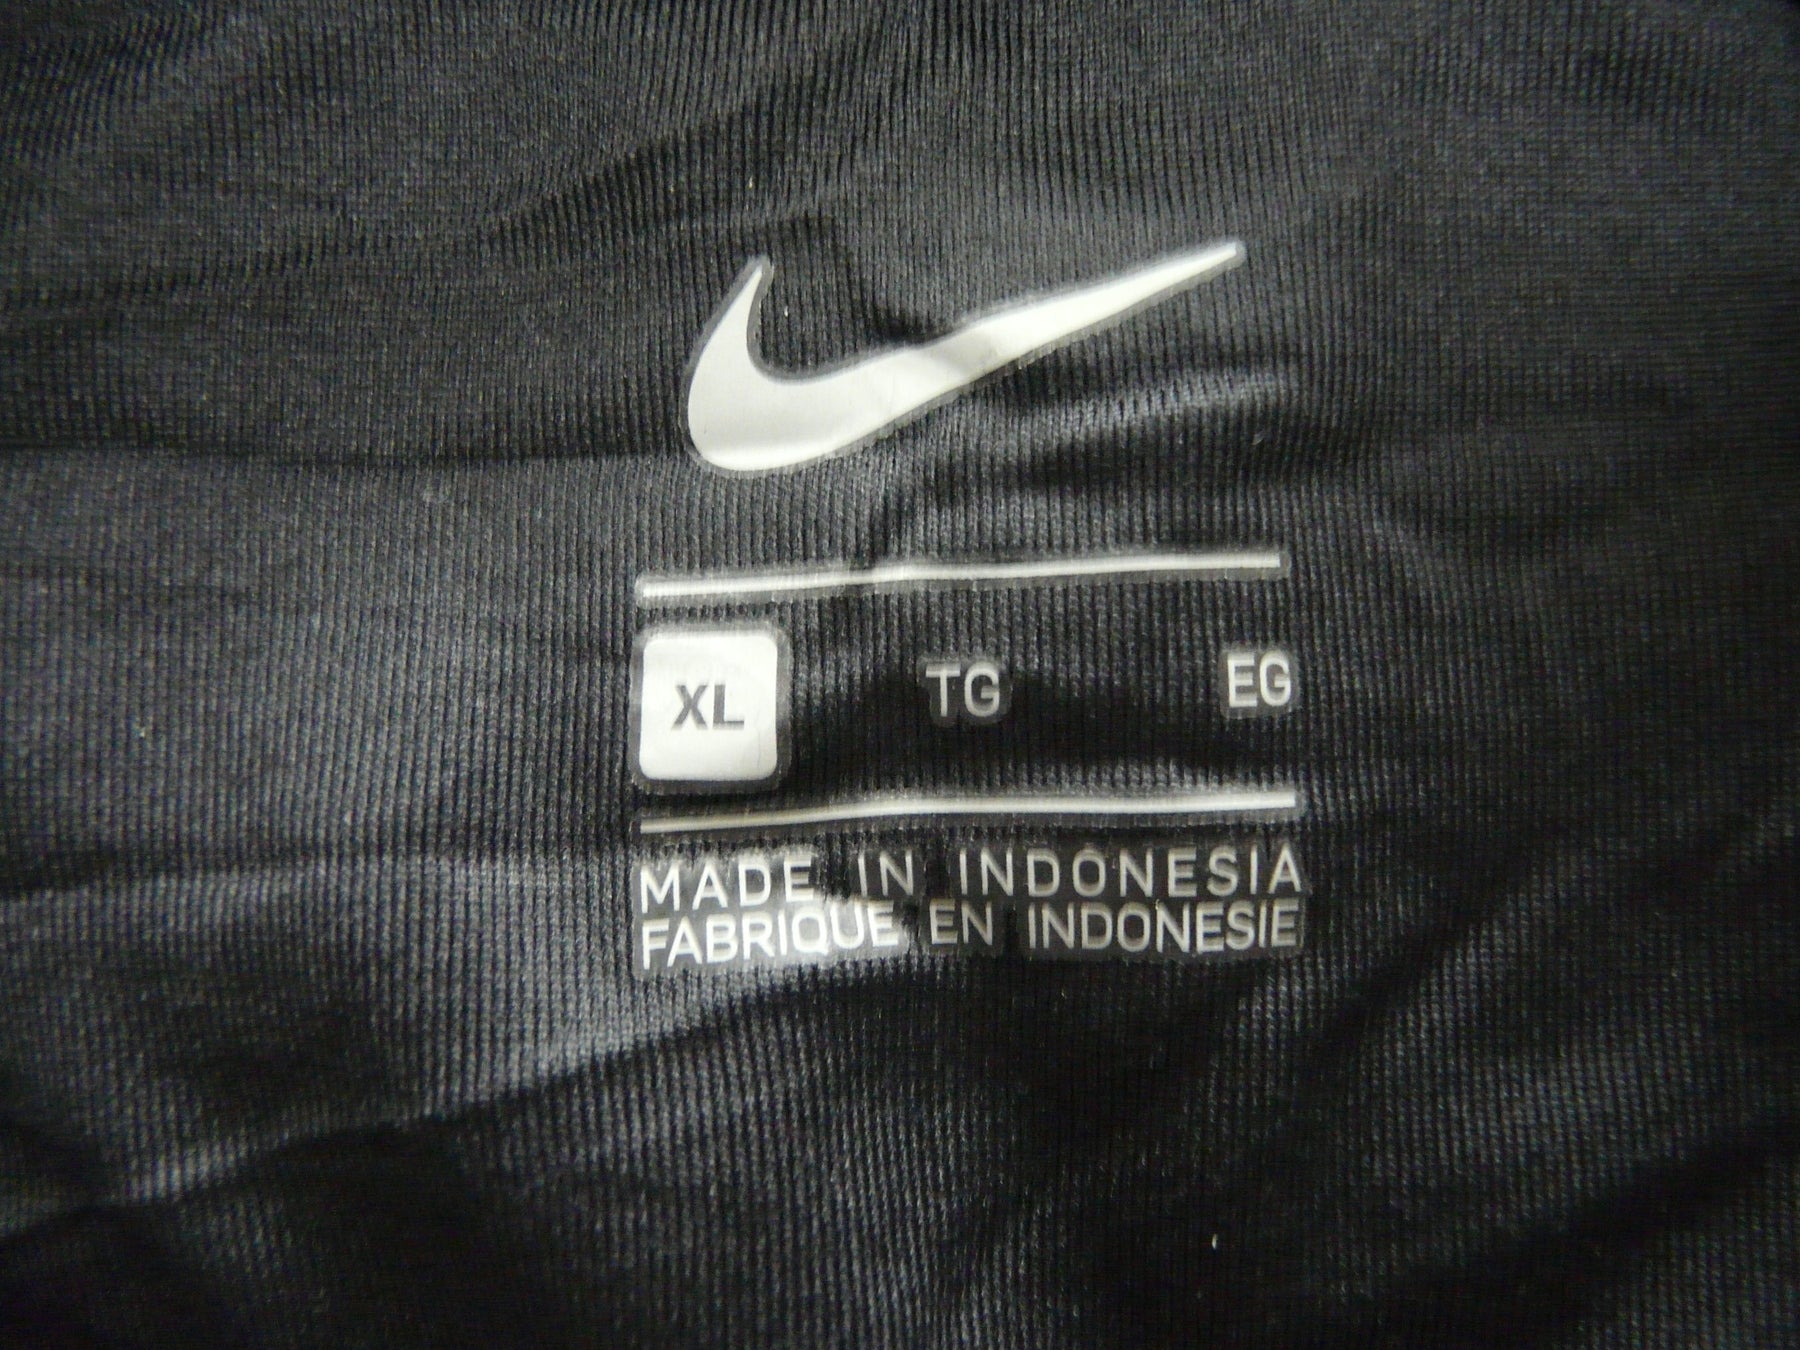 XL TG EG
MADE IN INDONESIA
FABRIQUE EN INDONESIE